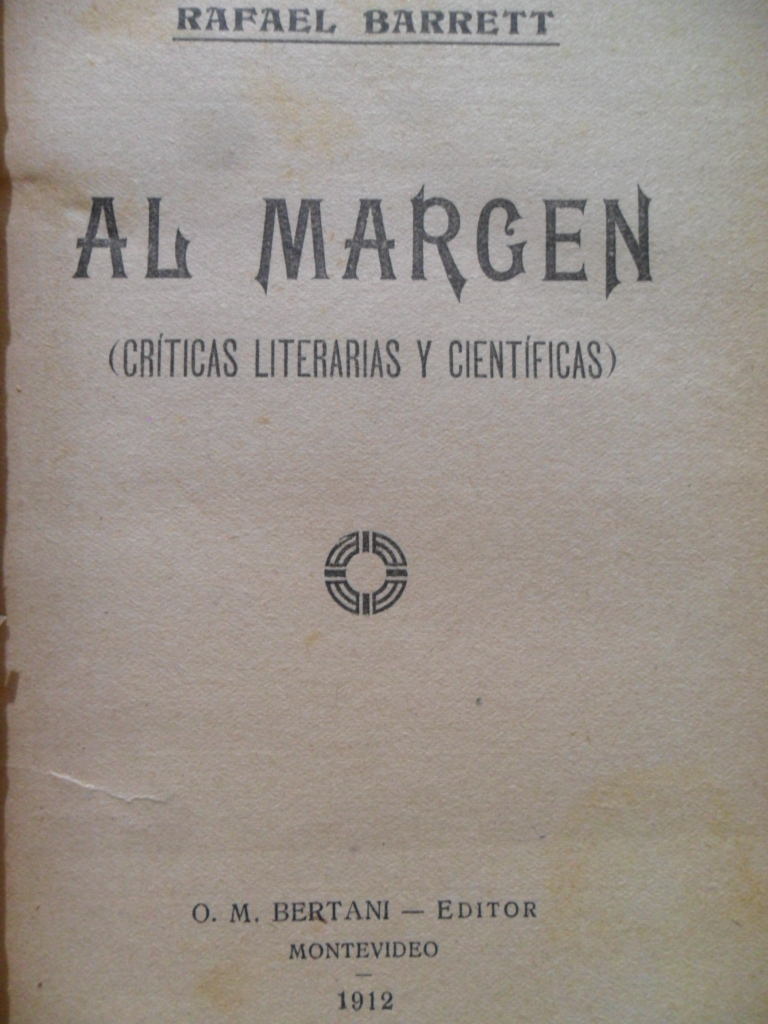 RAFAEL BARRETT
AL MARGEN
(CRÍTICAS LITERARIAS Y CIENTÍFICAS)
O. M. BERTANI — EDITOR
MONTEVIDEO
1912